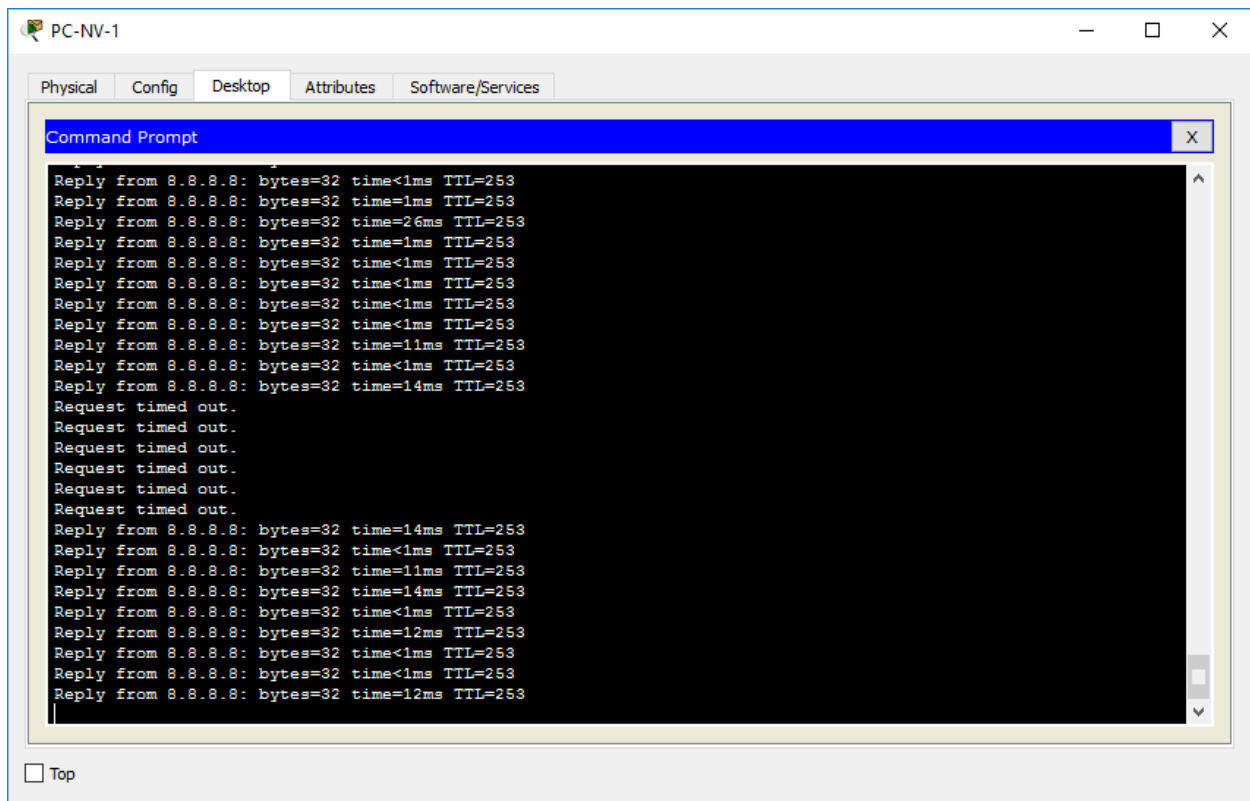 PC-NV-1
Physical Config Desktop Attributes Software/Services
Command Prompt X
Reply from 8.8.8.8: bytes=32 time<1ms TTL=253
Reply from 8.8.8.8: bytes=32 time=1ms TTL=253
Reply from 8.8.8.8: bytes=32 time=26ms TTL=253
Reply from 8.8.8.8: bytes=32 time=1ms TTL=253
Reply from 8.8.8.8: bytes=32 time<1ms TTL=253
Reply from 8.8.8.8: bytes=32 time<1ms TTL=253
Reply from 8.8.8.8: bytes=32 time<1ms TTL=253
Reply from 8.8.8.8: bytes=32 time<1ms TTL=253
Reply from 8.8.8.8: bytes=32 time=11ms TTL=253
Reply from 8.8.8.8: bytes=32 time<1ms TTL=253
Reply from 8.8.8.8: bytes=32 time=14ms TTL=253
Request timed out.
Request timed out.
Request timed out.
Request timed out.
Request timed out.
Request timed out.
Reply from 8.8.8.8: bytes=32 time=14ms TTL=253
Reply from 8.8.8.8: bytes=32 time<1ms TTL=253
Reply from 8.8.8.8: bytes=32 time=11ms TTL=253
Reply from 8.8.8.8: bytes=32 time=14ms TTL=253
Reply from 8.8.8.8: bytes=32 time<1ms TTL=253
Reply from 8.8.8.8: bytes=32 time=12ms TTL=253
Reply from 8.8.8.8: bytes=32 time<1ms TTL=253
Reply from 8.8.8.8: bytes=32 time<1ms TTL=253
Reply from 8.8.8.8: bytes=32 time=12ms TTL=253
Top